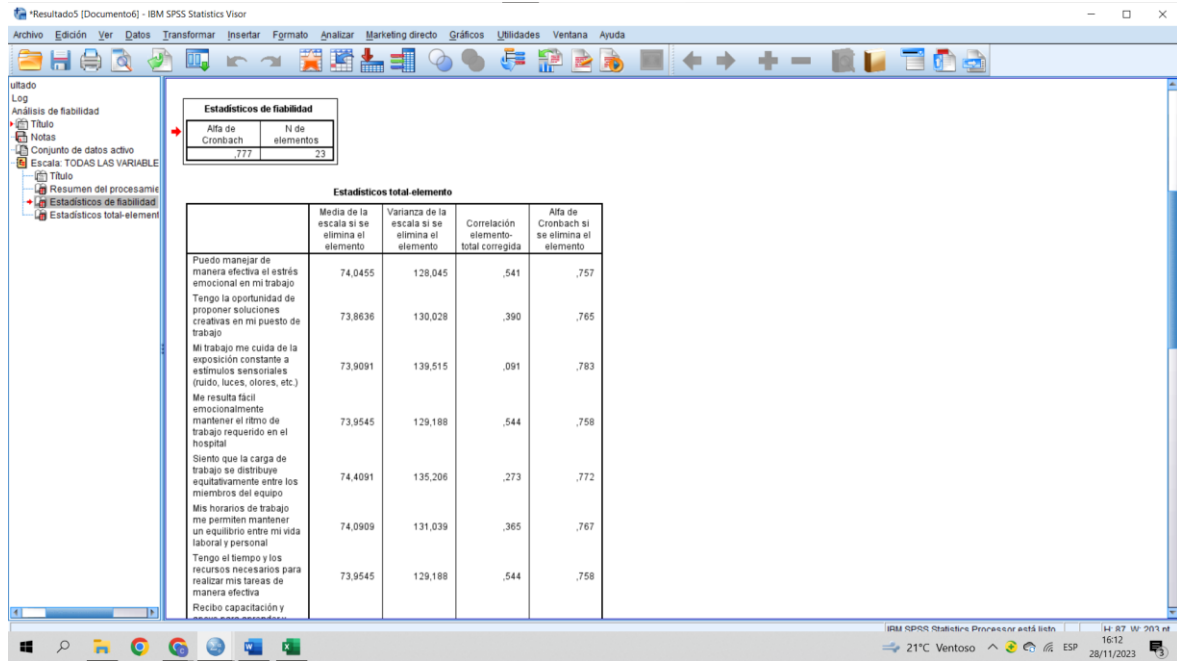 *Resultado5 [Documento6] - IBM SPSS Statistics Visor
Archivo Edición Ver Datos Transformar Insertar Formato Analizar Marketing directo Gráficos Utilidades Ventana Ayuda
ultado
Log
Análisis de fiabilidad
Título
Notas
Conjunto de datos activo
Escala: TODAS LAS VARIABLE
Título
Resumen del procesamie
Estadísticos de fiabilidad
Estadísticos total-element
Estadísticos de fiabilidad
Alfa de Cronbach N de elementos
,777 23
Estadísticos total-elemento
Media de la escala si se elimina el elemento Varianza de la escala si se elimina el elemento Correlación elemento-total corregida Alfa de Cronbach si se elimina el elemento
Puedo manejar de
manera efectiva el estrés
emocional en mi trabajo
74,0455 128,045 ,541 ,757
Tengo la oportunidad de
proponer soluciones
creativas en mi puesto de
trabajo
73,8636 130,028 ,390 ,765
Mi trabajo me cuida de la
exposición constante a
estímulos sensoriales
(ruido, luces, olores, etc.)
73,9091 139,515 ,091 ,783
Me resulta fácil
emocionalmente
mantener el ritmo de
trabajo requerido en el
hospital
73,9545 129,188 ,544 ,758
Siento que la carga de
trabajo se distribuye
equitativamente entre los
miembros del equipo
74,4091 135,206 ,273 ,772
Mis horarios de trabajo
me permiten mantener
un equilibrio entre mi vida
laboral y personal
74,0909 131,039 ,365 ,767
Tengo el tiempo y los
recursos necesarios para
realizar mis tareas de
manera efectiva
73,9545 129,188 ,544 ,758
Recibo capacitación y
IBM SPSS Statistics Processor está listo H: 87, W: 203 pt
21°C Ventoso ESP
16:12
28/11/2023
3